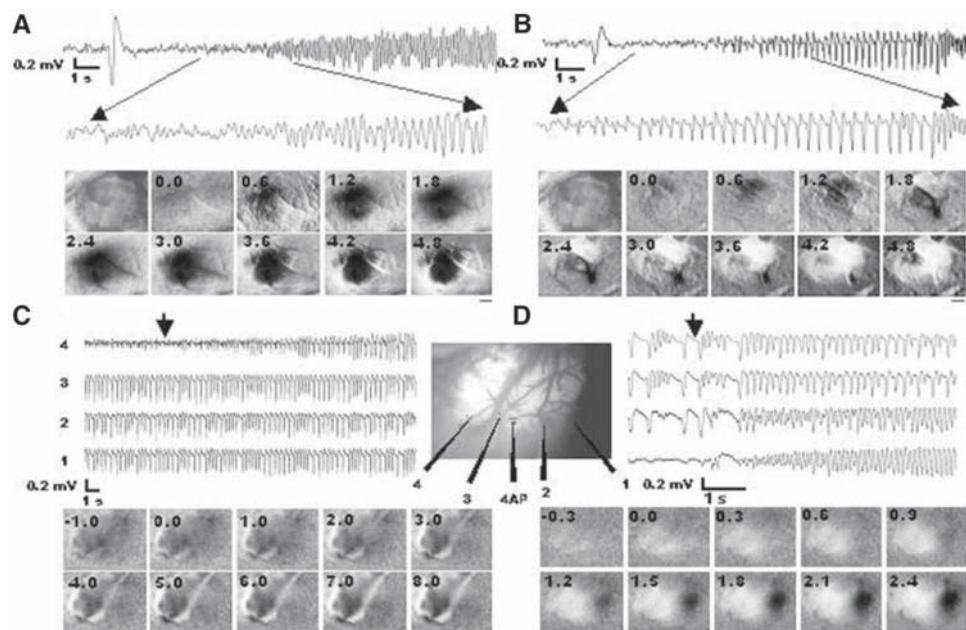 A
0.2 mV
1 s
0.0 0.6 1.2 1.8
2.4 3.0 3.6 4.2 4.8
B
0.2 mV
1 s
0.0 0.6 1.2 1.8
2.4 3.0 3.6 4.2 4.8
C
4
3
2
1
0.2 mV
1 s
-1.0 0.0 1.0 2.0 3.0
4.0 5.0 6.0 7.0 8.0
4 3 4AP 2 1
D
0.2 mV
1 s
-0.3 0.0 0.3 0.6 0.9
1.2 1.5 1.8 2.1 2.4